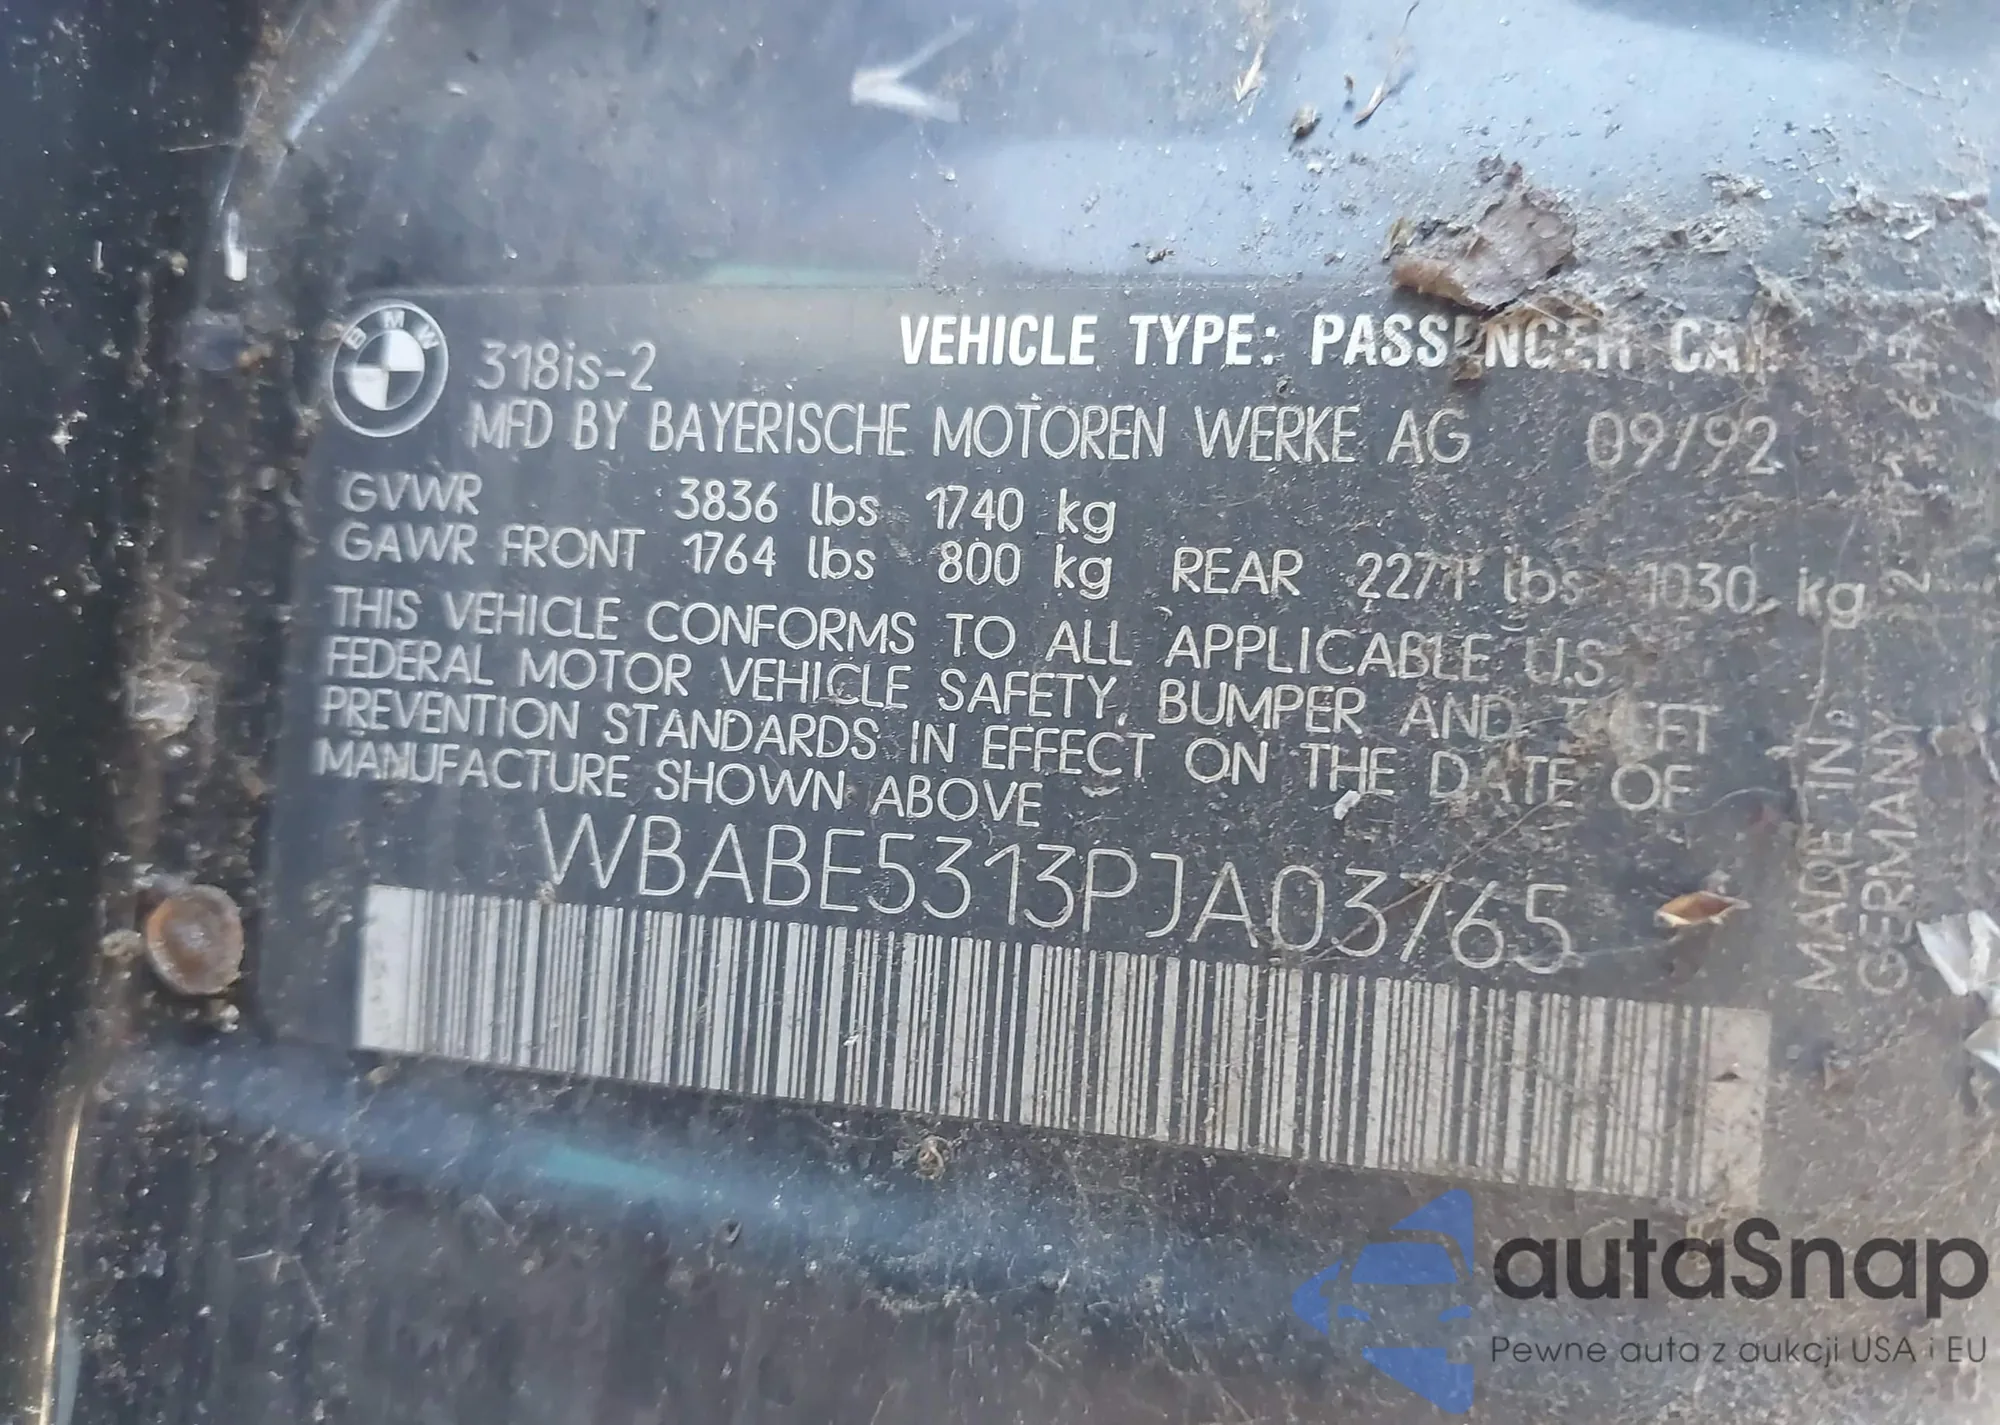 BMW
318is-2
VEHICLE TYPE: PASSENGER CAR
MFD BY BAYERISCHE MOTOREN WERKE AG 09/92
GVWR 3836 lbs 1740 kg
GAWR FRONT 1764 lbs 800 kg REAR 2271 lbs 1030 kg
THIS VEHICLE CONFORMS TO ALL APPLICABLE U.S
FEDERAL MOTOR VEHICLE SAFETY, BUMPER AND THEFT
PREVENTION STANDARDS IN EFFECT ON THE DATE OF
MANUFACTURE SHOWN ABOVE
WBABE5313PJA03765
MADE IN
GERMANY
autaSnap
Pewne auta z aukcji USA i EU